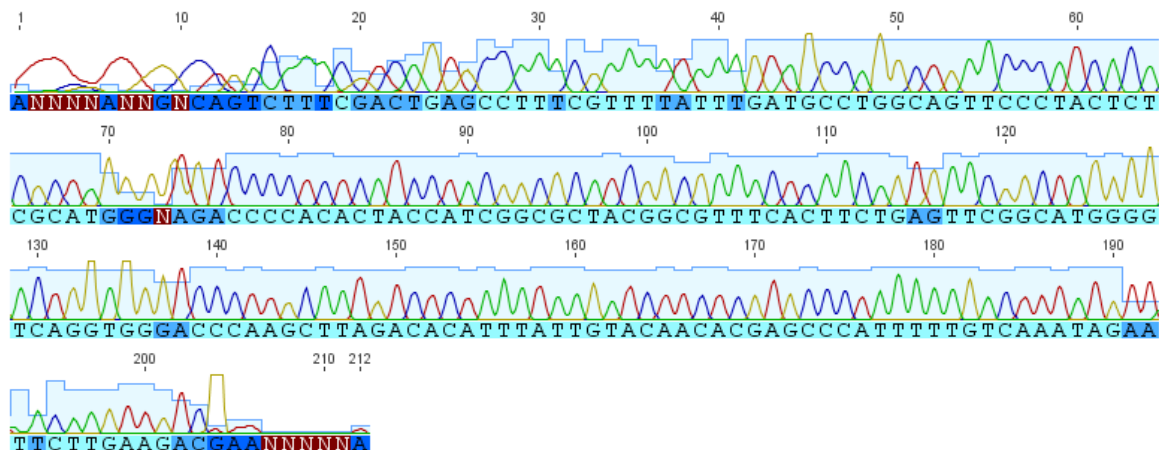 1 10 20 30 40 50 60
ANNNNANNGNCAGTCTTTCGACTGAGCCTTTCGTTTTATTTGATGCCTGGCAGTTCCCTACTCT
70 80 90 100 110 120
CGCATGGGNAGACCCCACACTACCATCGGCGCTACGGCGTTTCACTTCTGAGTTCGGCATGGGG
130 140 150 160 170 180 190
TCAGGTGGGACCCAAGCTTAGACACATTTATTGTACAACACGAGCCCATTTTTGTCAAATAGAA
200 210 212
TTCTTGAAGACGAANNNNNA